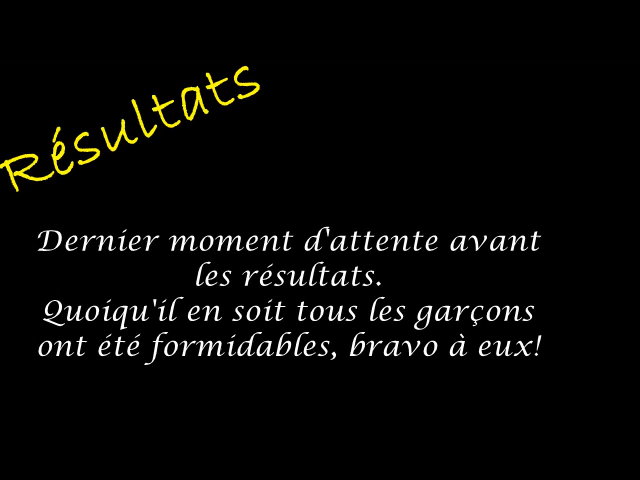 Résultats
Dernier moment d'attente avant
les résultats.
Quoiqu'il en soit tous les garçons
ont été formidables, bravo à eux!